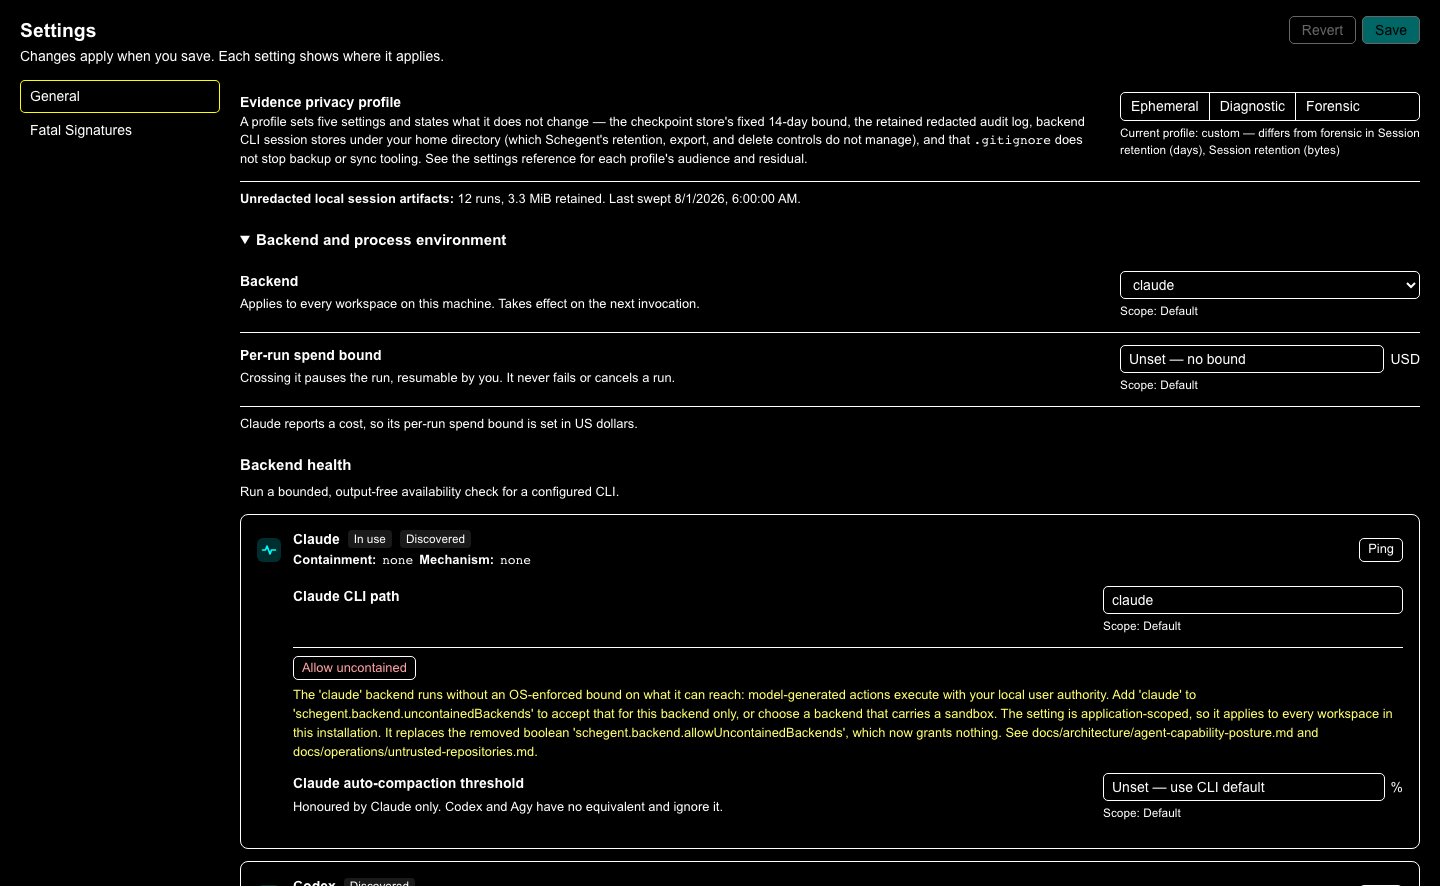 Settings
Revert
Save
Changes apply when you save. Each setting shows where it applies.
General
Fatal Signatures
Evidence privacy profile
A profile sets five settings and states what it does not change — the checkpoint store's fixed 14-day bound, the retained redacted audit log, backend
CLI session stores under your home directory (which Schegent's retention, export, and delete controls do not manage), and that .gitignore does
not stop backup or sync tooling. See the settings reference for each profile's audience and residual.
Ephemeral
Diagnostic
Forensic
Current profile: custom — differs from forensic in Session
retention (days), Session retention (bytes)
Unredacted local session artifacts: 12 runs, 3.3 MiB retained. Last swept 8/1/2026, 6:00:00 AM.
Backend and process environment
Backend
Applies to every workspace on this machine. Takes effect on the next invocation.
claude
Scope: Default
Per-run spend bound
Crossing it pauses the run, resumable by you. It never fails or cancels a run.
Unset — no bound
USD
Scope: Default
Claude reports a cost, so its per-run spend bound is set in US dollars.
Backend health
Run a bounded, output-free availability check for a configured CLI.
Claude In use Discovered
Containment: none Mechanism: none
Ping
Claude CLI path
claude
Scope: Default
Allow uncontained
The 'claude' backend runs without an OS-enforced bound on what it can reach: model-generated actions execute with your local user authority. Add 'claude' to
'schegent.backend.uncontainedBackends' to accept that for this backend only, or choose a backend that carries a sandbox. The setting is application-scoped, so it applies to every workspace in
this installation. It replaces the removed boolean 'schegent.backend.allowUncontainedBackends', which now grants nothing. See docs/architecture/agent-capability-posture.md and
docs/operations/untrusted-repositories.md.
Claude auto-compaction threshold
Honoured by Claude only. Codex and Agy have no equivalent and ignore it.
Unset — use CLI default
%
Scope: Default
Codex Discovered